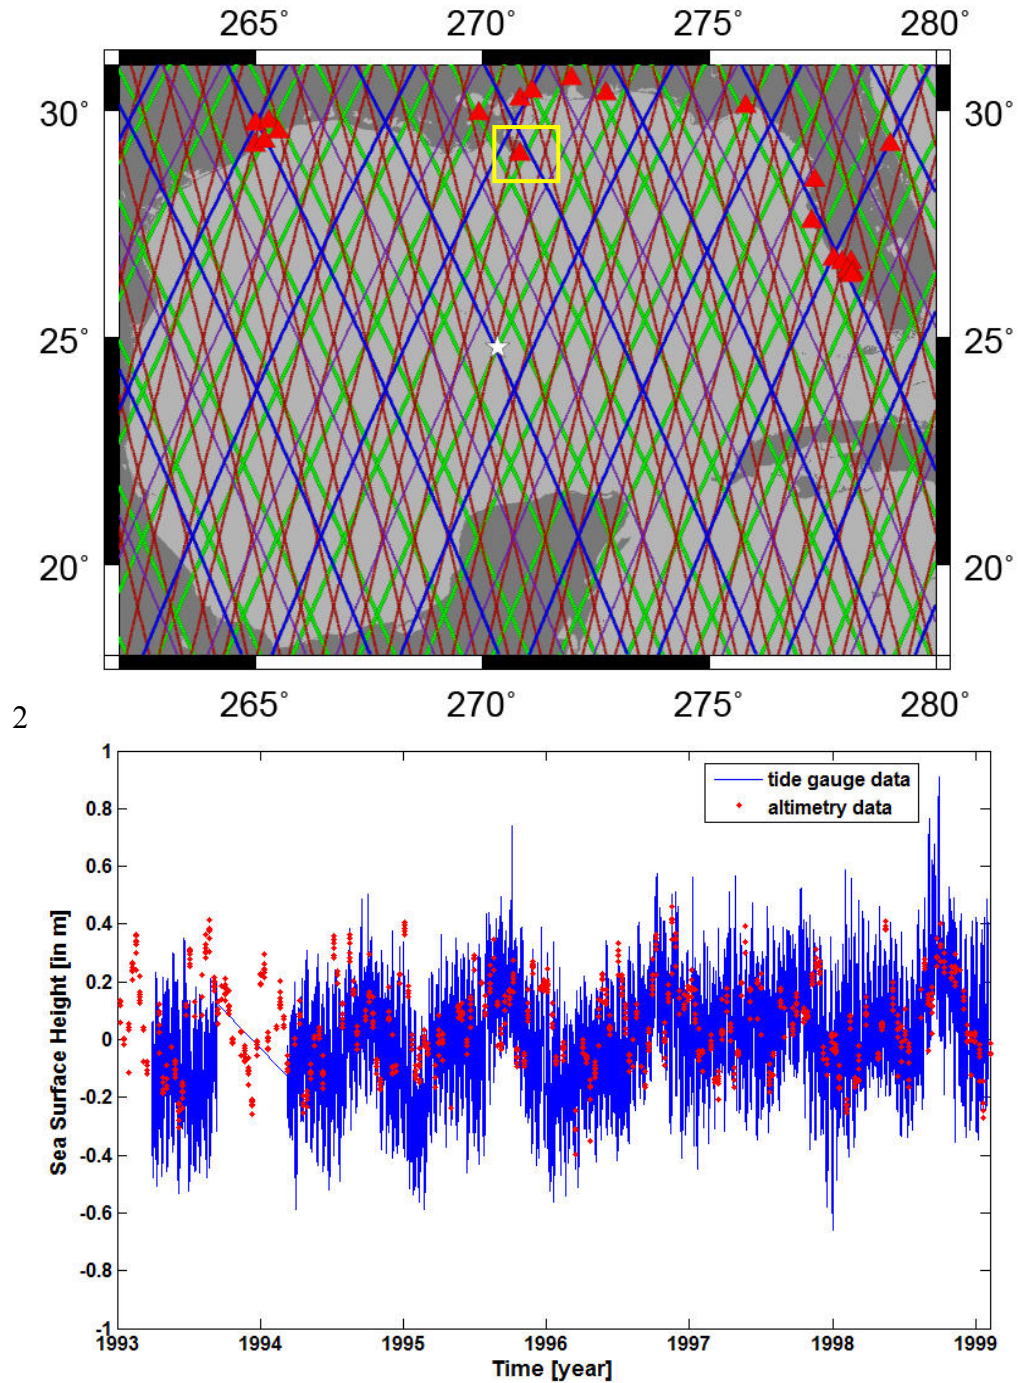 265° 270° 275° 280°
30° 30°
25° 25°
20° 20°
265° 270° 275° 280°
2
1
0.8
0.6
0.4
0.2
0
-0.2
-0.4
-0.6
-0.8
-1
Sea Surface Height [in m]
tide gauge data
altimetry data
1993 1994 1995 1996 1997 1998 1999
Time [year]